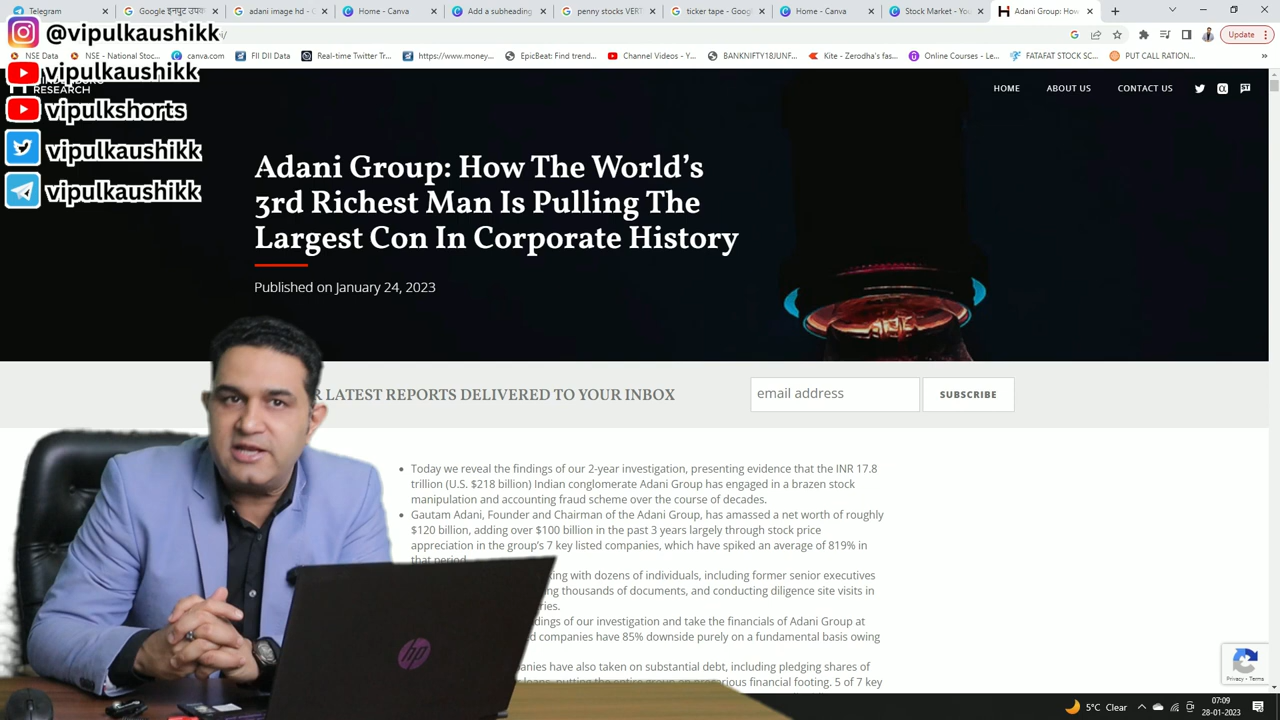 Google इनपुट उप
Adani image hd - G
stocks ticker tape - G
ticker tape - Goog
Home - Canva
Stock Market - You
Adani Group: How
@vipulkaushikk
Update
NSE Data
NSE - National Stoc...
canva.com
FII DII Data
Real-time Twitter Tr...
https://www.money...
EpicBeat: Find trend...
Channel Videos - Y...
BANKNIFTY18JUNF...
Kite - Zerodha's fas...
Online Courses - Le...
FATAFAT STOCK SC...
PUT CALL RATION...
vipulkaushikk
RESEARCH
HOME
ABOUT US
CONTACT US
vipulkshorts
vipulkaushikk
vipulkaushikk
Adani Group: How The World's
3rd Richest Man Is Pulling The
Largest Con In Corporate History
Published on January 24, 2023
R LATEST REPORTS DELIVERED TO YOUR INBOX
email address
SUBSCRIBE
Today we reveal the findings of our 2-year investigation, presenting evidence that the INR 17.8
trillion (U.S. $218 billion) Indian conglomerate Adani Group has engaged in a brazen stock
manipulation and accounting fraud scheme over the course of decades.
Gautam Adani, Founder and Chairman of the Adani Group, has amassed a net worth of roughly
$120 billion, adding over $100 billion in the past 3 years largely through stock price
appreciation in the group's 7 key listed companies, which have spiked an average of 819% in
that period.
king with dozens of individuals, including former senior executives
ng thousands of documents, and conducting diligence site visits in
ries.
dings of our investigation and take the financials of Adani Group at
d companies have 85% downside purely on a fundamental basis owing
anies have also taken on substantial debt, including pledging shares of
loans, putting the entire group on precarious financial footing. 5 of 7 key
Privacy - Terms
hp
5°C Clear
07:09
28-01-2023